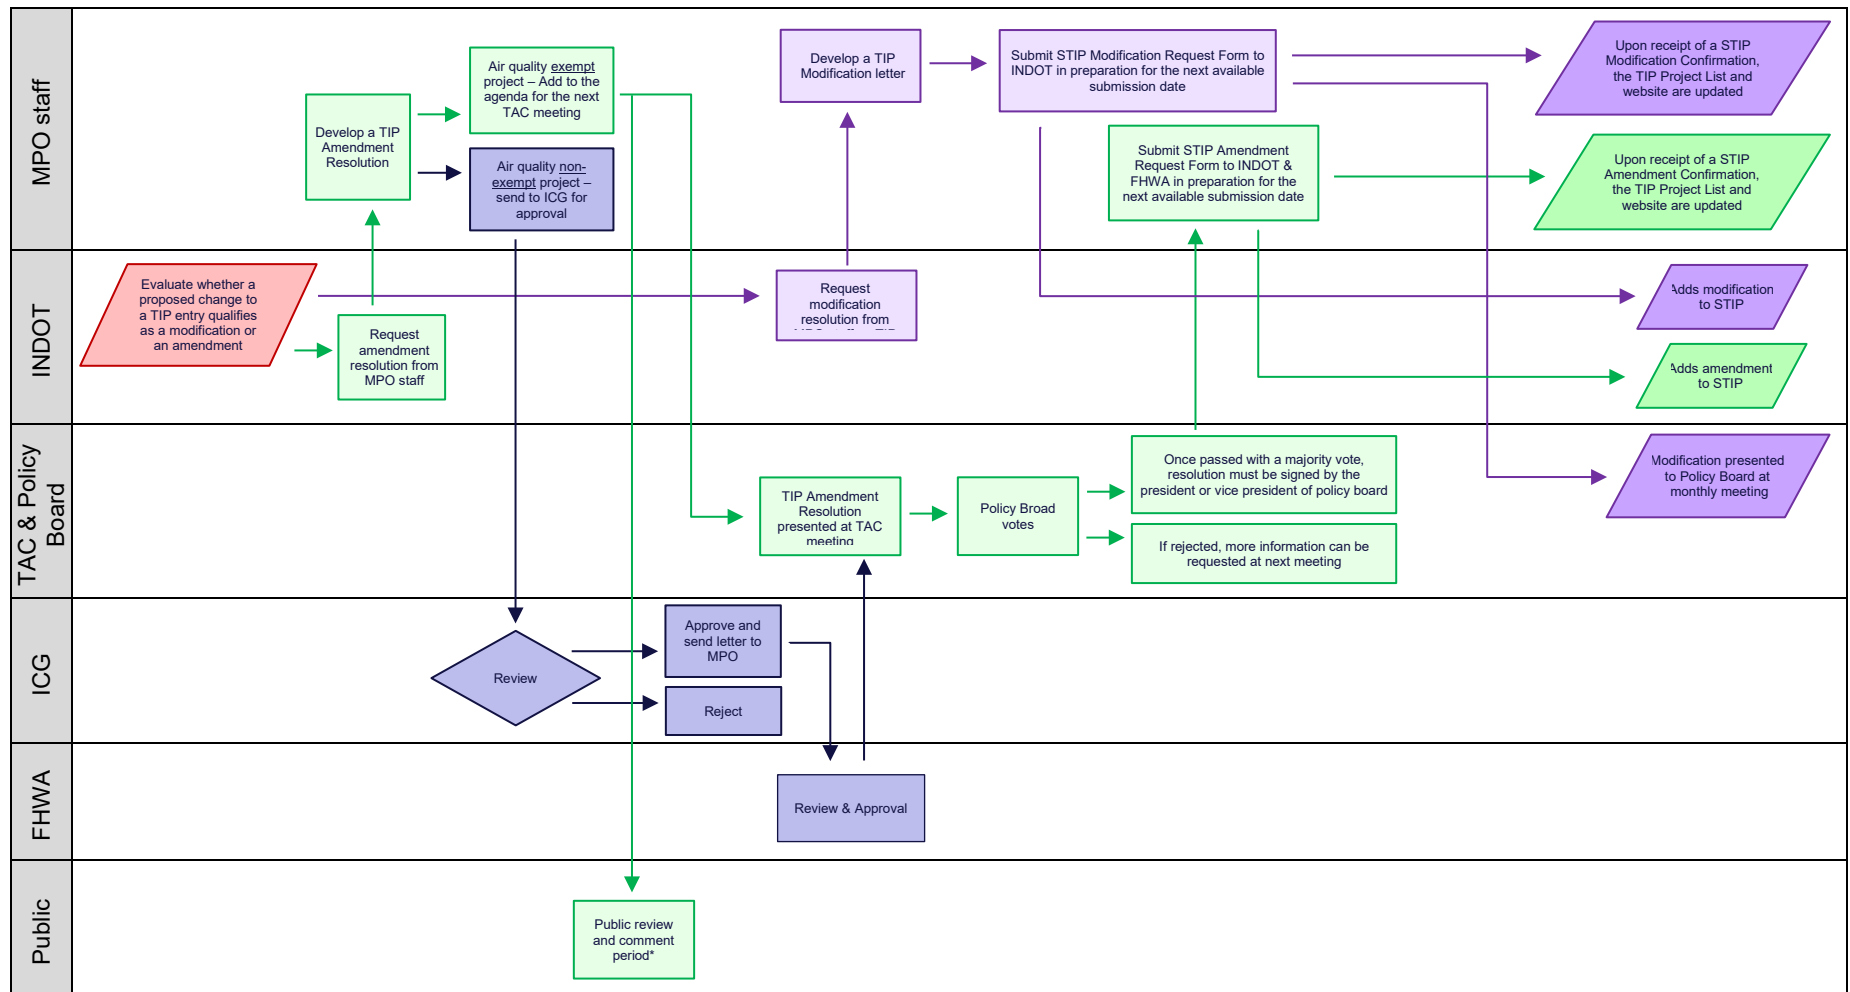 MPO staff
Develop a TIP
Amendment
Resolution
Air quality exempt
project – Add to the
agenda for the next
TAC meeting
Air quality non-
exempt project –
send to ICG for
approval
Develop a TIP
Modification letter
Submit STIP Modification Request Form to
INDOT in preparation for the next available
submission date
Submit STIP Amendment
Request Form to INDOT &
FHWA in preparation for the
next available submission date
Upon receipt of a STIP
Modification Confirmation,
the TIP Project List and
website are updated
Upon receipt of a STIP
Amendment Confirmation,
the TIP Project List and
website are updated
INDOT
Evaluate whether a
proposed change to
a TIP entry qualifies
as a modification or
an amendment
Request
amendment
resolution from
MPO staff
Request
modification
resolution from
Adds modification
to STIP
Adds amendment
to STIP
TAC & Policy
Board
TIP Amendment
Resolution
presented at TAC
meeting
Policy Broad
votes
Once passed with a majority vote,
resolution must be signed by the
president or vice president of policy board
If rejected, more information can be
requested at next meeting
Modification presented
to Policy Board at
monthly meeting
ICG
Review
Approve and
send letter to
MPO
Reject
FHWA
Review & Approval
Public
Public review
and comment
period*